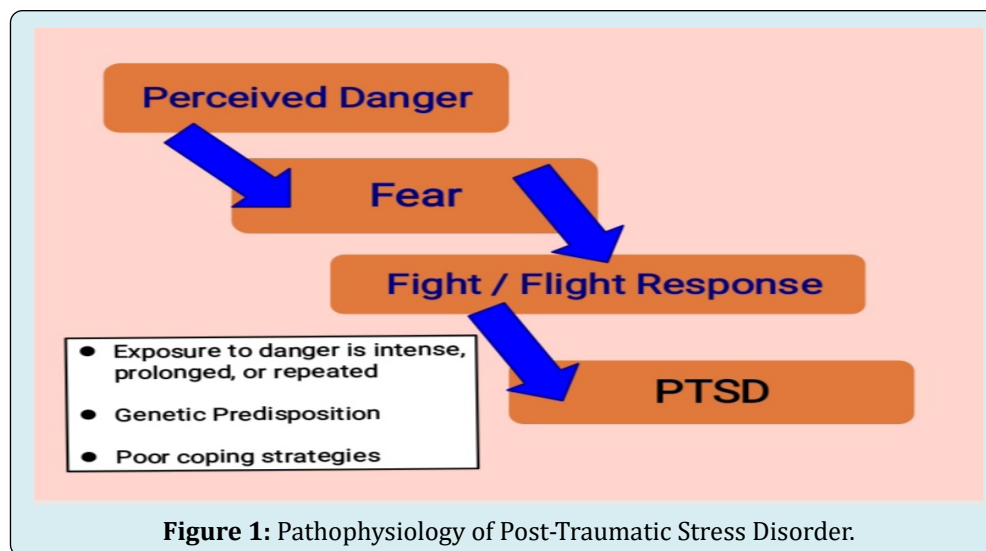 Perceived Danger
Fear
Fight / Flight Response
● Exposure to danger is intense,
prolonged, or repeated
● Genetic Predisposition
● Poor coping strategies
PTSD
Figure 1: Pathophysiology of Post-Traumatic Stress Disorder.